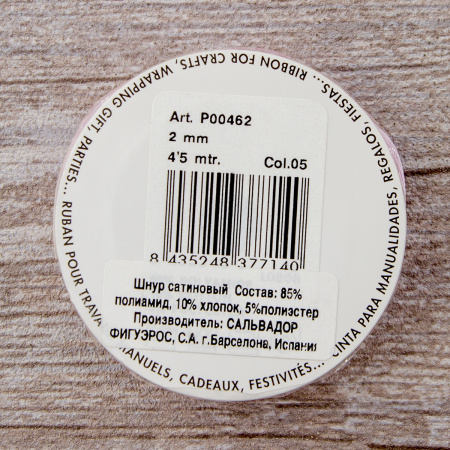 RIBBON FOR CRAFTS, WRAPPING GIFT, PARTIES...
CINTA PARA MANUALIDADES, REGALOS, FIESTAS...
RUBAN POUR TRAVA
MANUELS, CADEAUX, FESTIVITÉS...
Art. P00462
2 mm
4'5 mtr. Col.05
8 435248 377140
Шнур сатиновый Состав: 85%
полиамид, 10% хлопок, 5%полиэстер
Производитель: САЛЬВАДОР
ФИГУЭРОС, С.А. г.Барселона, Испания